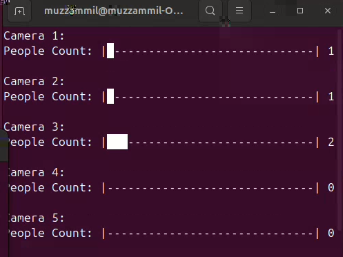 muzzammil@muzzammil-O...
Camera 1:
People Count: |█------------------------------| 1
Camera 2:
People Count: |█------------------------------| 1
Camera 3:
People Count: |███----------------------------| 2
Camera 4:
People Count: |-------------------------------| 0
Camera 5:
People Count: |-------------------------------| 0